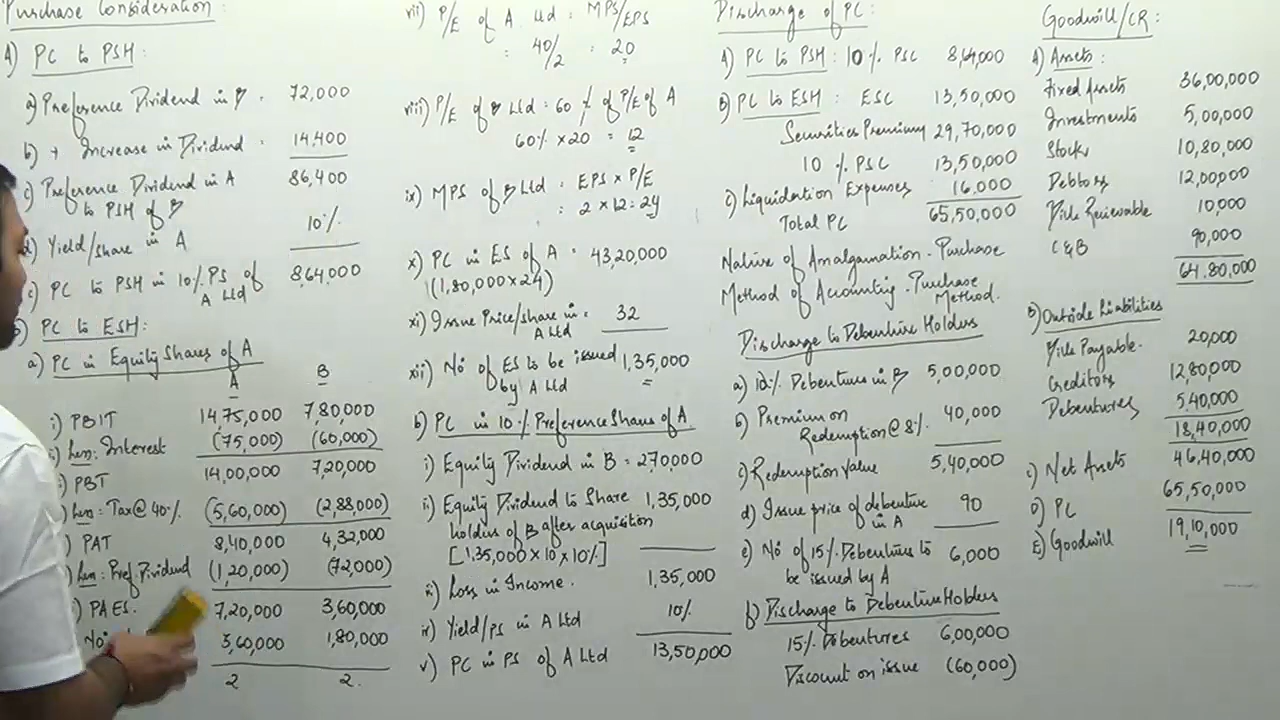 Purchase Consideration:
A) PC to PSH:
a) Preference Dividend in B = 72,000
b) + Increase in Dividend = 14,400
c) Preference Dividend in A 86,400
to PSH of B
d) Yield/share in A 10%
e) PC to PSH in 10% PS of 8,64,000
A Ltd
PC to ESH:
a) PC in Equity Shares of A
A B
i) PBIT 14,75,000 7,80,000
) Less: Interest (75,000) (60,000)
) PBT 14,00,000 7,20,000
) Less: Tax@ 40% (5,60,000) (2,88,000)
) PAT 8,40,000 4,32,000
) Less: Pref. Dividend (1,20,000) (72,000)
) PAES. 7,20,000 3,60,000
No 3,60,000 1,80,000
2 2.
vii) P/E of A Ltd = MPS/EPS
= 40/2 = 20
viii) P/E of B Ltd = 60 % of P/E of A
60% × 20 = 12
ix) MPS of B Ltd = EPS × P/E
= 2 × 12 = 24
x) PC in ES of A = 43,20,000
(1,80,000×24)
xi) Issue Price/share in = 32
A Ltd
xii) No of ES to be issued 1,35,000
by A Ltd
b) PC in 10% Preference Shares of A
i) Equity Dividend in B = 270,000
ii) Equity Dividend to Share 1,35,000
holders of B after acquisition
[1,35,000 × 10 × 10%]
iii) Loss in Income. 1,35,000
iv) Yield/PS in A Ltd 10%
v) PC in PS of A Ltd 13,50,000
Discharge of PC:
A) PC to PSH: 10% PSC 8,64,000
B) PC to ESH: ESC 13,50,000
Securities Premium 29,70,000
10 % PSC 13,50,000
C) Liquidation Expenses 16,000
Total PC 65,50,000
Nature of Amalgamation - Purchase
Method of Accounting - Purchase
Method.
Discharge to Debenture Holders
a) 12% Debentures in B 5,00,000
b) Premium on 40,000
Redemption @ 8%
c) Redemption Value 5,40,000
d) Issue price of debenture 90
in A
e) No of 15% Debentures to 6,000
be issued by A
f) Discharge to Debenture Holders
15% Debentures 6,00,000
Discount on issue (60,000)
Goodwill/CR:
A) Assets:
Fixed Assets 36,00,000
Investments 5,00,000
Stocks 10,80,000
Debtors 12,00,000
Bills Receivable 10,000
C&B 90,000
64,80,000
B) Outside Liabilities
Bills Payable. 20,000
Creditors 12,80,000
Debentures 5,40,000
18,40,000
C) Net Assets 46,40,000
D) PC 65,50,000
E) Goodwill 19,10,000